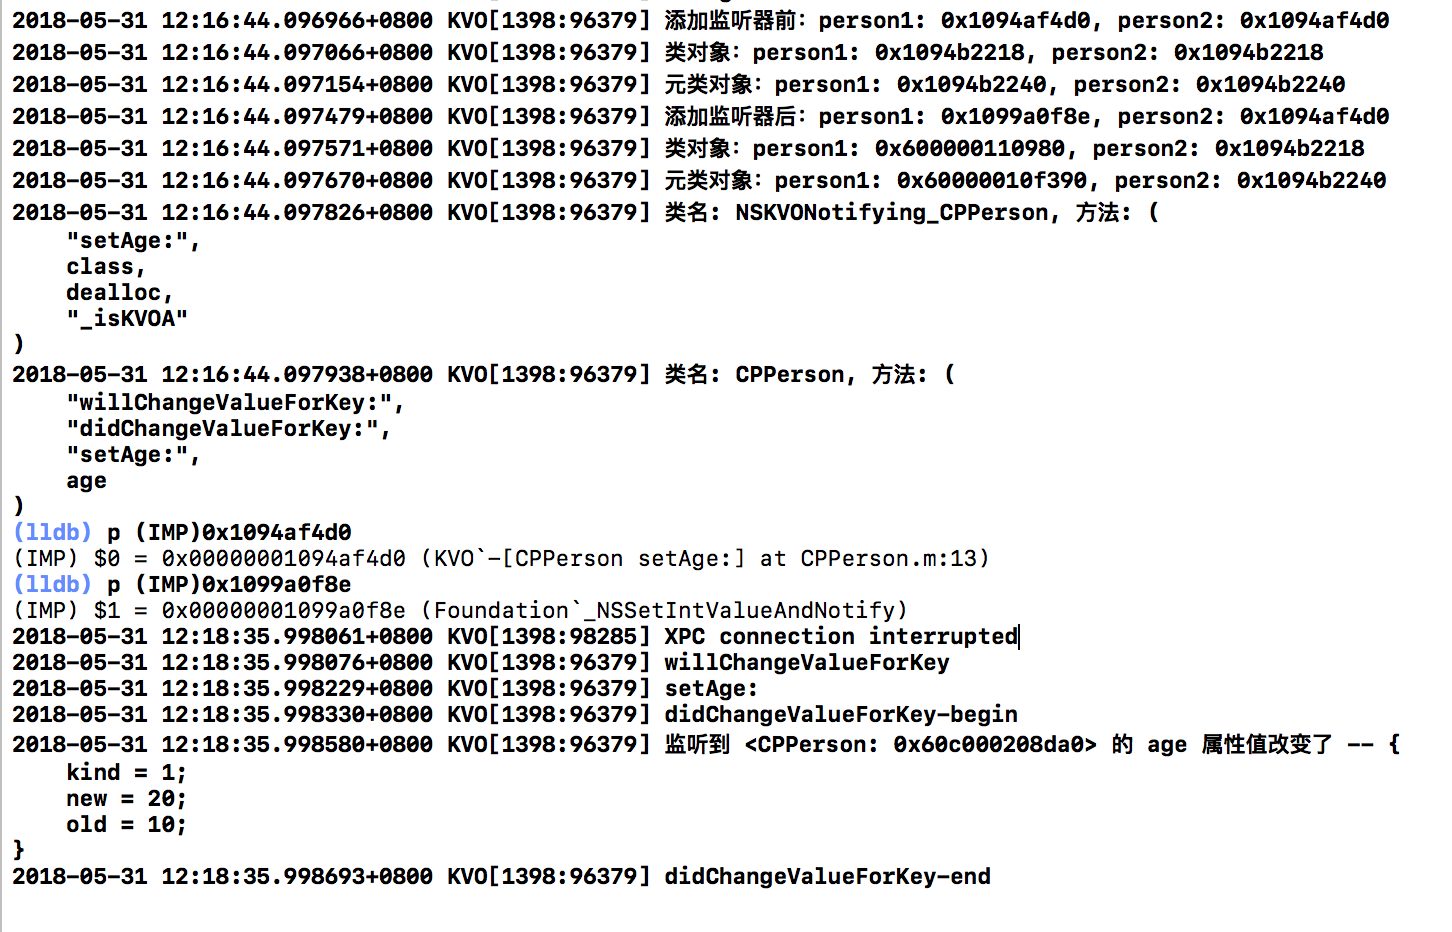 2018-05-31 12:16:44.096966+0800 KVO[1398:96379] 添加监听器前：person1: 0x1094af4d0, person2: 0x1094af4d0
2018-05-31 12:16:44.097066+0800 KVO[1398:96379] 类对象：person1: 0x1094b2218, person2: 0x1094b2218
2018-05-31 12:16:44.097154+0800 KVO[1398:96379] 元类对象：person1: 0x1094b2240, person2: 0x1094b2240
2018-05-31 12:16:44.097479+0800 KVO[1398:96379] 添加监听器后：person1: 0x1099a0f8e, person2: 0x1094af4d0
2018-05-31 12:16:44.097571+0800 KVO[1398:96379] 类对象：person1: 0x600000110980, person2: 0x1094b2218
2018-05-31 12:16:44.097670+0800 KVO[1398:96379] 元类对象：person1: 0x60000010f390, person2: 0x1094b2240
2018-05-31 12:16:44.097826+0800 KVO[1398:96379] 类名: NSKVONotifying_CPPerson, 方法: (
    "setAge:",
    class,
    dealloc,
    "_isKVOA"
)
2018-05-31 12:16:44.097938+0800 KVO[1398:96379] 类名: CPPerson, 方法: (
    "willChangeValueForKey:",
    "didChangeValueForKey:",
    "setAge:",
    age
)
(lldb) p (IMP)0x1094af4d0
(IMP) $0 = 0x00000001094af4d0 (KVO`-[CPPerson setAge:] at CPPerson.m:13)
(lldb) p (IMP)0x1099a0f8e
(IMP) $1 = 0x00000001099a0f8e (Foundation`_NSSetIntValueAndNotify)
2018-05-31 12:18:35.998061+0800 KVO[1398:98285] XPC connection interrupted
2018-05-31 12:18:35.998076+0800 KVO[1398:96379] willChangeValueForKey
2018-05-31 12:18:35.998229+0800 KVO[1398:96379] setAge:
2018-05-31 12:18:35.998330+0800 KVO[1398:96379] didChangeValueForKey-begin
2018-05-31 12:18:35.998580+0800 KVO[1398:96379] 监听到 <CPPerson: 0x60c000208da0> 的 age 属性值改变了 -- {
    kind = 1;
    new = 20;
    old = 10;
}
2018-05-31 12:18:35.998693+0800 KVO[1398:96379] didChangeValueForKey-end